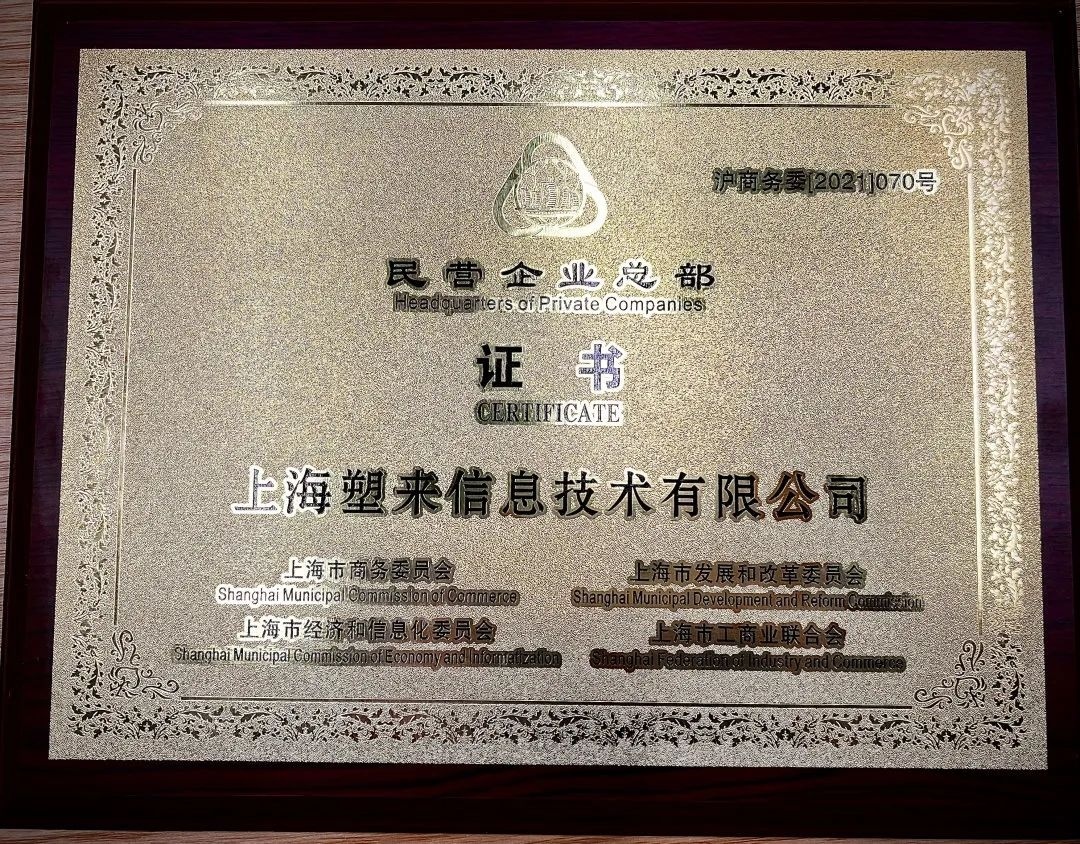 沪商务委[2021]070号
民营企业总部
Headquarters of Private Companies
证书
CERTIFICATE
上海塑来信息技术有限公司
上海市商务委员会
Shanghai Municipal Commission of Commerce
上海市发展和改革委员会
Shanghai Municipal Development and Reform Commission
上海市经济和信息化委员会
Shanghai Municipal Commission of Economy and Informatization
上海市工商业联合会
Shanghai Federation of Industry and Commerce